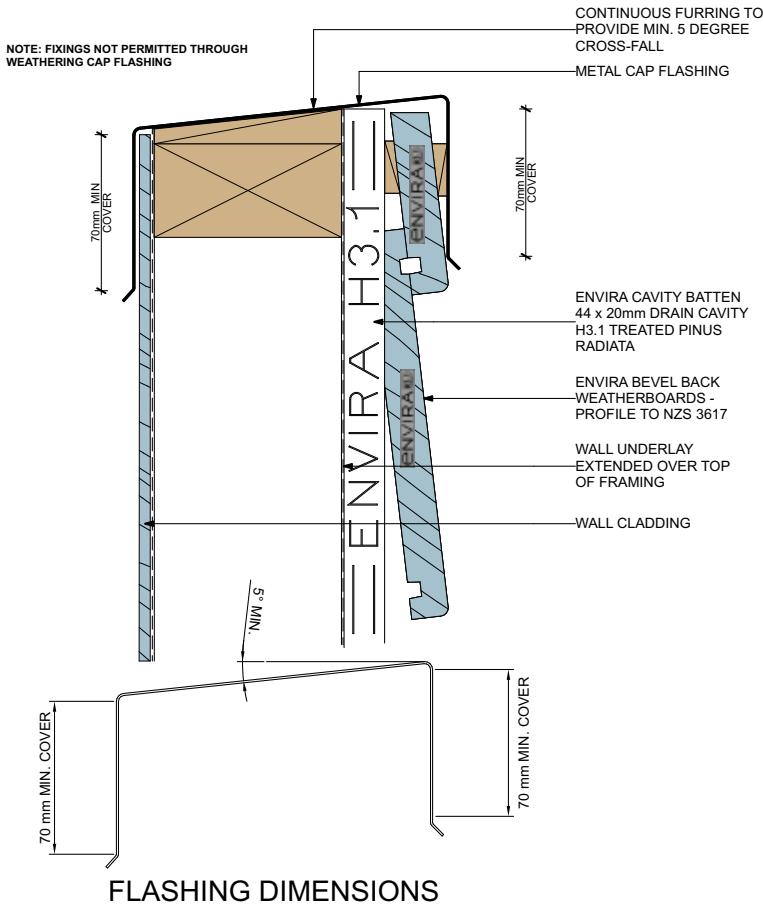 CONTINUOUS FURRING TO
PROVIDE MIN. 5 DEGREE
CROSS-FALL
NOTE: FIXINGS NOT PERMITTED THROUGH
WEATHERING CAP FLASHING
METAL CAP FLASHING
70mm MIN
COVER
70mm MIN
COVER
ENVIRA
ENVIRA H3.1
ENVIRA
ENVIRA CAVITY BATTEN
44 x 20mm DRAIN CAVITY
H3.1 TREATED PINUS
RADIATA
ENVIRA BEVEL BACK
WEATHERBOARDS -
PROFILE TO NZS 3617
WALL UNDERLAY
EXTENDED OVER TOP
OF FRAMING
WALL CLADDING
5° MIN.
70 mm MIN. COVER
70 mm MIN. COVER
FLASHING DIMENSIONS